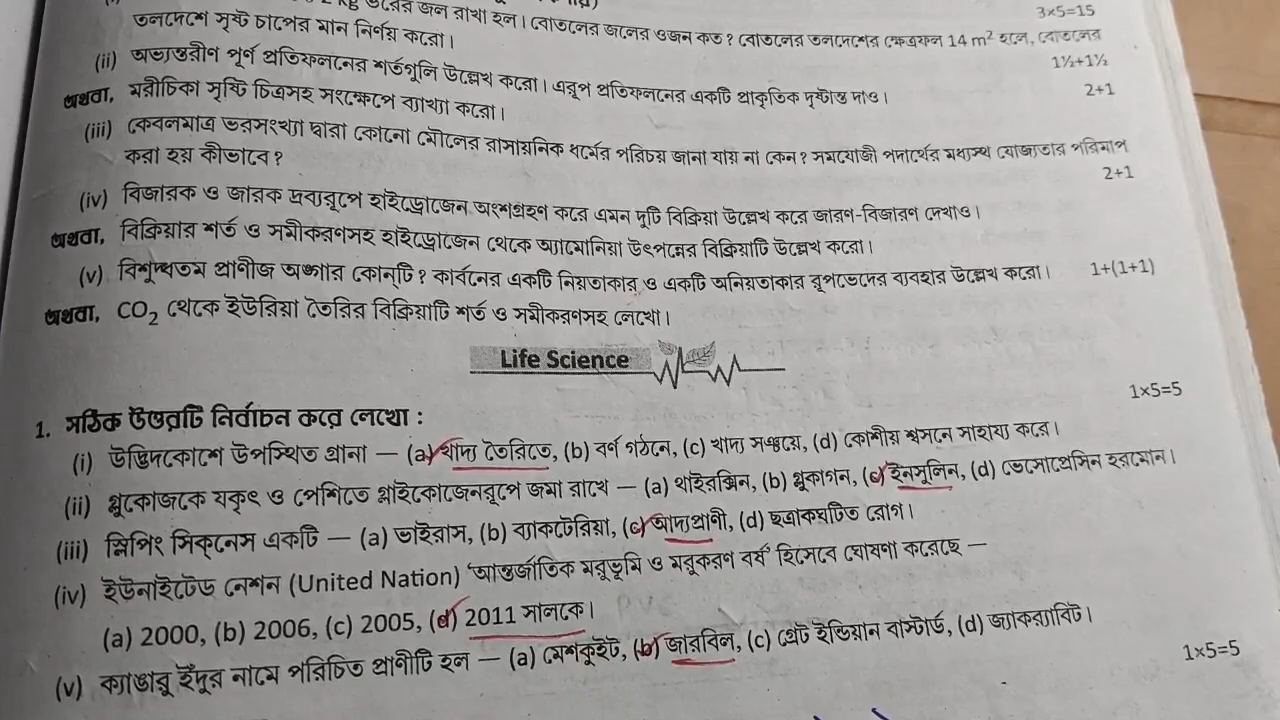 2 kg ভরের জল রাখা হল। বোতলের জলের ওজন কত? বোতলের তলদেশের ক্ষেত্রফল 14 m² হলে, বোতলের
3×5=15
তলদেশে সৃষ্ট চাপের মান নির্ণয় করো।
1½+1½
(ii) অভ্যন্তরীণ পূর্ণ প্রতিফলনের শর্তগুলি উল্লেখ করো। এরূপ প্রতিফলনের একটি প্রাকৃতিক দৃষ্টান্ত দাও।
2+1
অথবা, মরীচিকা সৃষ্টি চিত্রসহ সংক্ষেপে ব্যাখ্যা করো।
(iii) কেবলমাত্র ভরসংখ্যা দ্বারা কোনো মৌলের রাসায়নিক ধর্মের পরিচয় জানা যায় না কেন? সমযোজী পদার্থের মধ্যস্থ যোজ্যতার পরিমাপ
করা হয় কীভাবে?
2+1
(iv) বিজারক ও জারক দ্রব্যরূপে হাইড্রোজেন অংশগ্রহণ করে এমন দুটি বিক্রিয়া উল্লেখ করে জারণ-বিজারণ দেখাও।
অথবা, বিক্রিয়ার শর্ত ও সমীকরণসহ হাইড্রোজেন থেকে অ্যামোনিয়া উৎপন্নের বিক্রিয়াটি উল্লেখ করো।
(v) বিশুদ্ধতম প্রাণীজ অঙ্গার কোন্‌টি? কার্বনের একটি নিয়তাকার ও একটি অনিয়তাকার রূপভেদের ব্যবহার উল্লেখ করো।
1+(1+1)
অথবা, CO₂ থেকে ইউরিয়া তৈরির বিক্রিয়াটি শর্ত ও সমীকরণসহ লেখো।
Life Science
1. সঠিক উত্তরটি নির্বাচন করে লেখো :
1×5=5
(i) উদ্ভিদকোশে উপস্থিত গ্রানা — (a) খাদ্য তৈরিতে, (b) বর্ণ গঠনে, (c) খাদ্য সঞ্চয়ে, (d) কোশীয় শ্বসনে সাহায্য করে।
(ii) গ্লুকোজকে যকৃৎ ও পেশিতে গ্লাইকোজেনরূপে জমা রাখে — (a) থাইরক্সিন, (b) গ্লুকাগন, (c) ইনসুলিন, (d) ভেসোপ্রেসিন হরমোন।
(iii) স্লিপিং সিক্‌নেস একটি — (a) ভাইরাস, (b) ব্যাকটেরিয়া, (c) আদ্যপ্রাণী, (d) ছত্রাকঘটিত রোগ।
(iv) ইউনাইটেড নেশন (United Nation) ‘আন্তর্জাতিক মরুভূমি ও মরুকরণ বর্ষ’ হিসেবে ঘোষণা করেছে —
(a) 2000, (b) 2006, (c) 2005, (d) 2011 সালকে।
(v) ক্যাঙারু ইঁদুর নামে পরিচিত প্রাণীটি হল — (a) মেশকুইট, (b) জারবিল, (c) গ্রেট ইন্ডিয়ান বাস্টার্ড, (d) জ্যাকর‍্যাবিট।
1×5=5